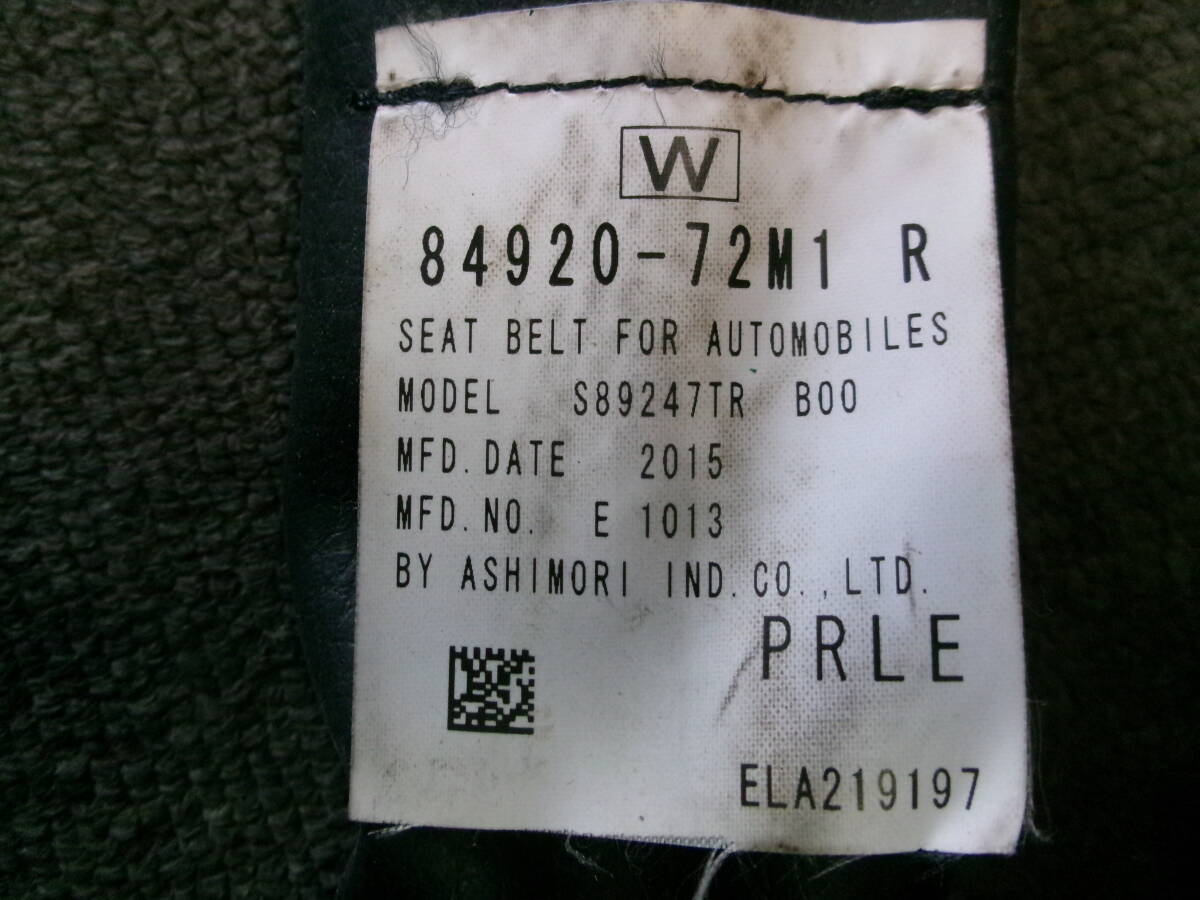 W
84920-72M1 R
SEAT BELT FOR AUTOMOBILES
MODEL S89247TR B00
MFD.DATE 2015
MFD.NO. E 1013
BY ASHIMORI IND.CO.,LTD.
PRLE
ELA219197